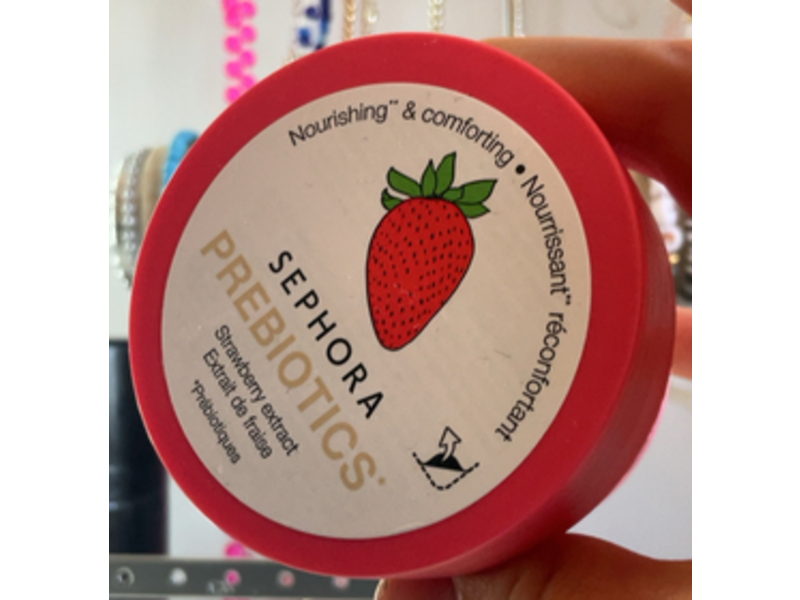 Nourishing** & comforting • Nourrissant** réconfortant
SEPHORA
PREBIOTICS*
Strawberry extract
Extrait de fraise
*Prébiotiques